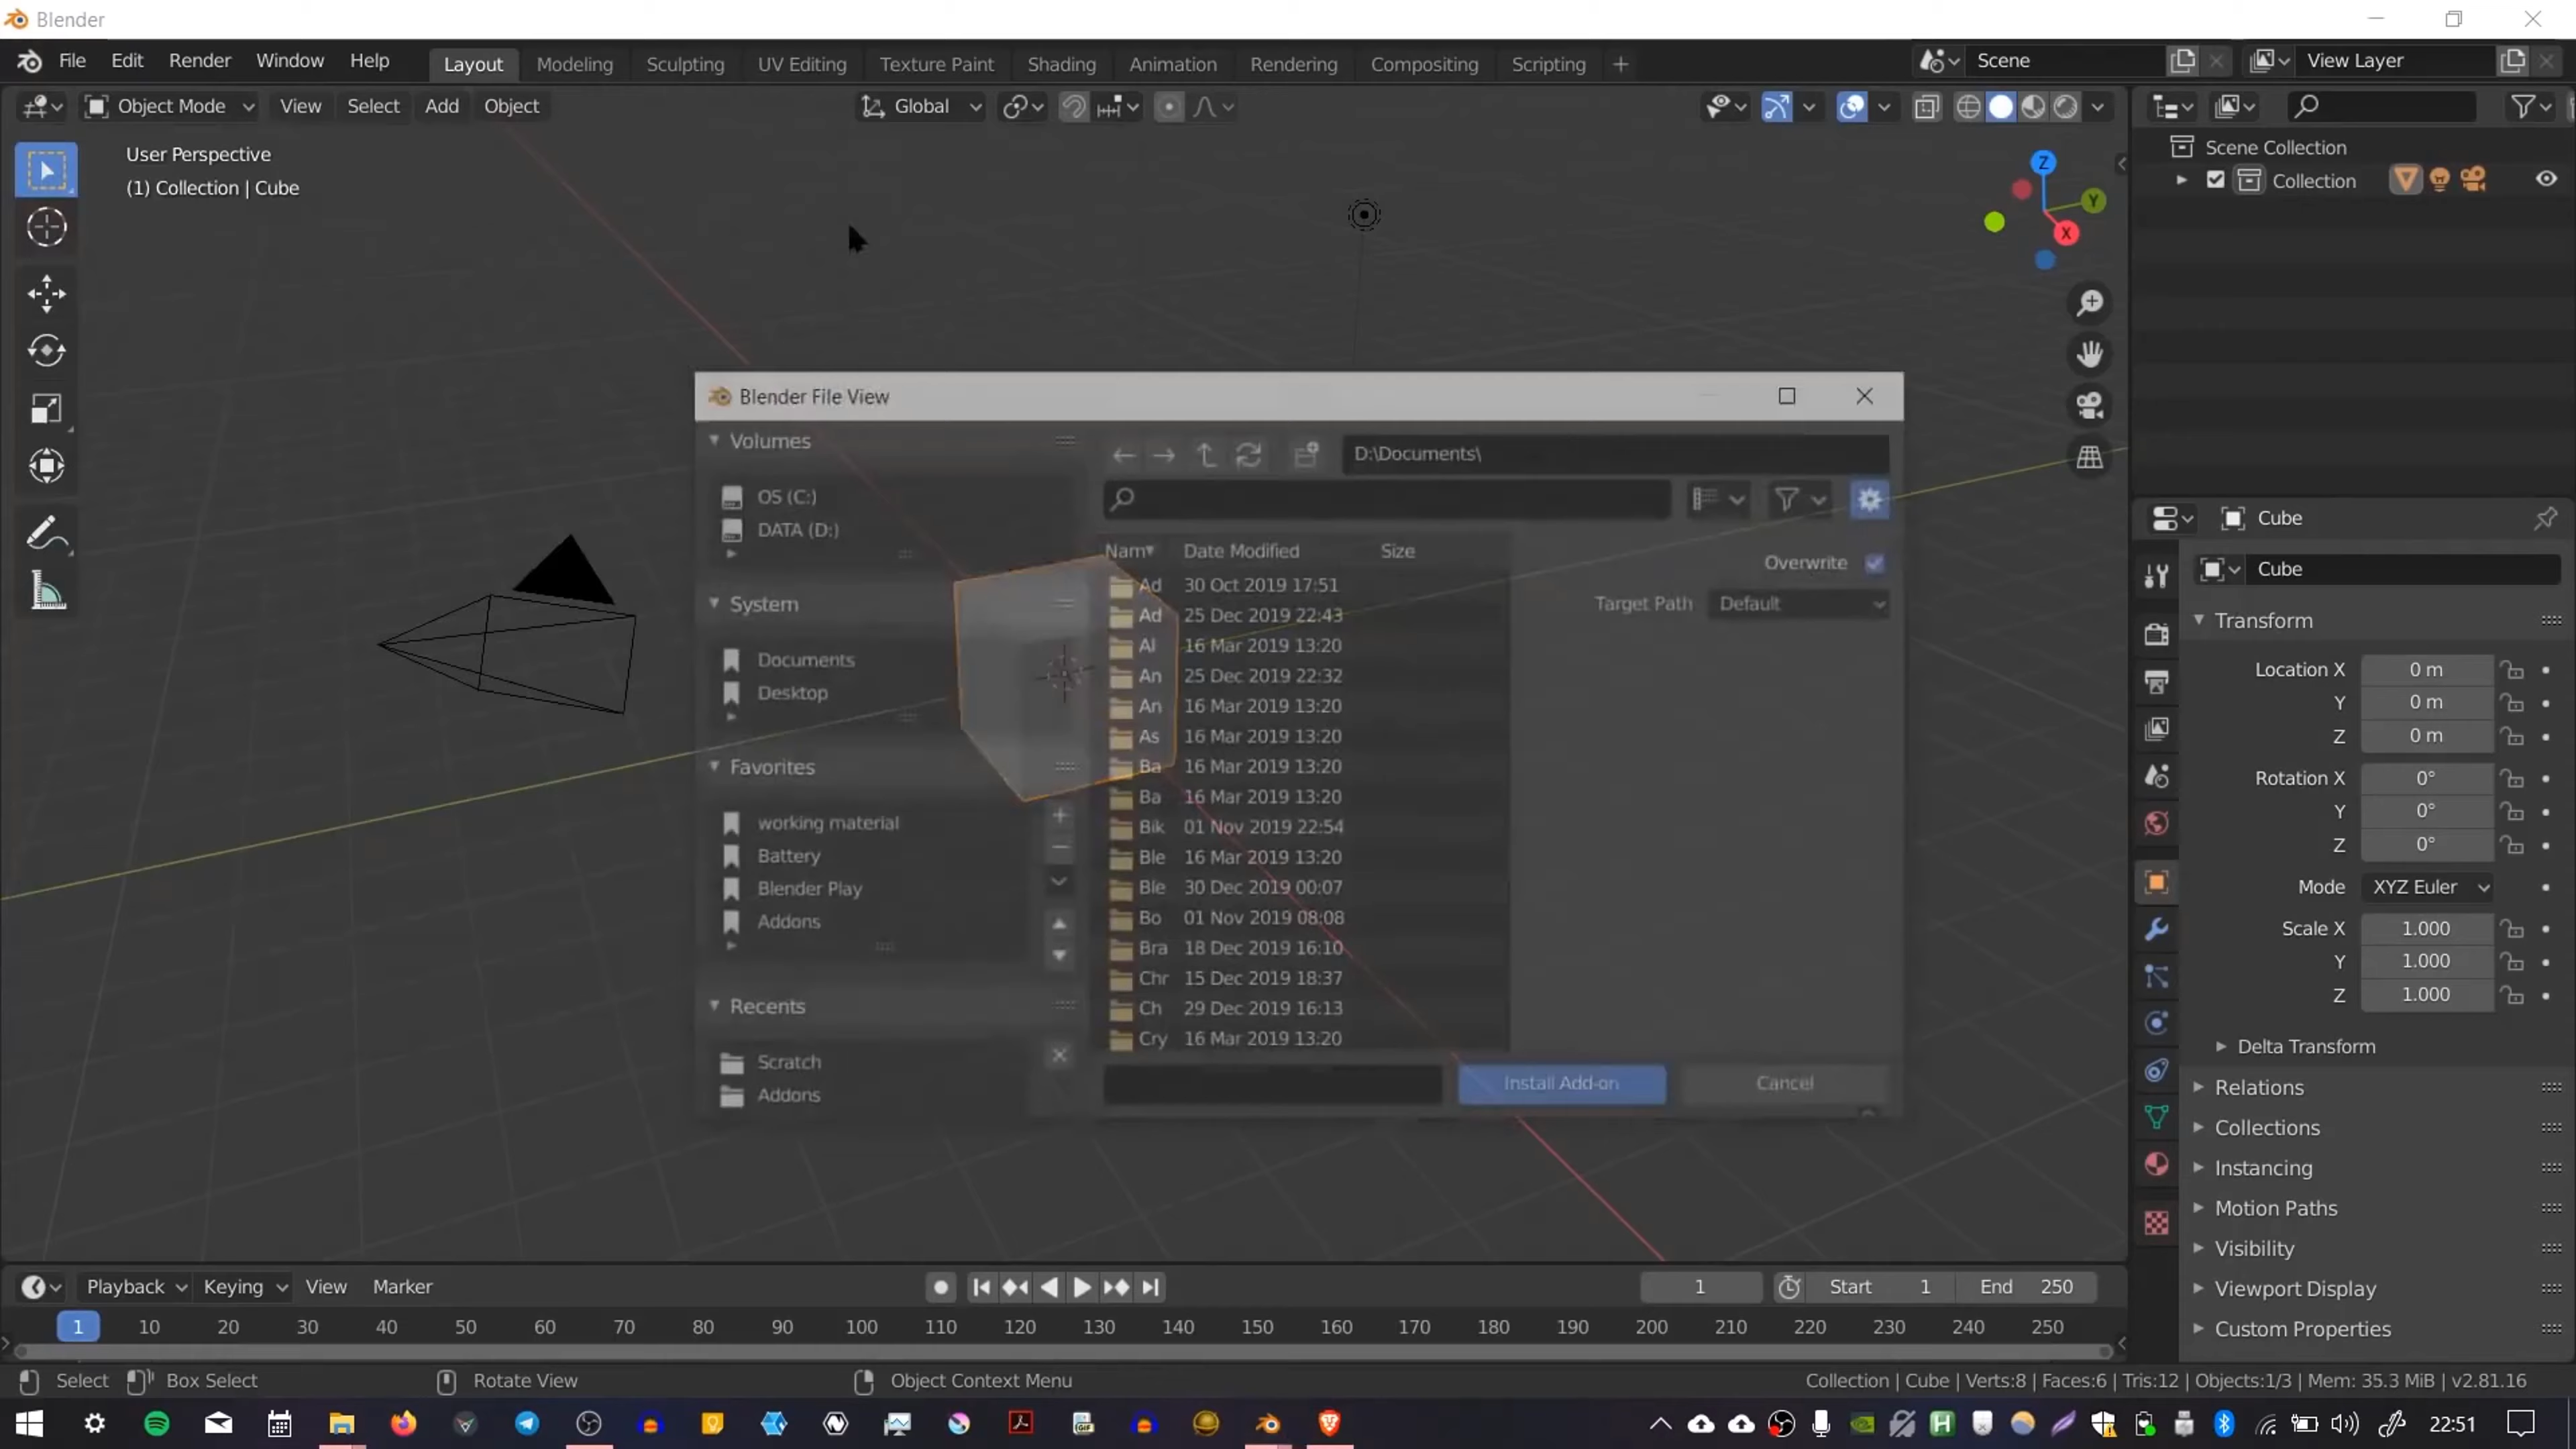 Blender
File Edit Render Window Help Layout Modeling Sculpting UV Editing Texture Paint Shading Animation Rendering Compositing Scripting + Scene View Layer
Object Mode View Select Add Object Global
User Perspective
(1) Collection | Cube
Z
Y
X
Scene Collection
Collection
Blender File View
Volumes
OS (C:)
DATA (D:)
System
Documents
Desktop
Favorites
working material
Battery
Blender Play
Addons
Recents
Scratch
Addons
D:\Documents\
Nam Date Modified Size
Ad 30 Oct 2019 17:51
Ad 25 Dec 2019 22:43
Al 16 Mar 2019 13:20
An 25 Dec 2019 22:32
An 16 Mar 2019 13:20
As 16 Mar 2019 13:20
Ba 16 Mar 2019 13:20
Ba 16 Mar 2019 13:20
Bik 01 Nov 2019 22:54
Ble 16 Mar 2019 13:20
Ble 30 Dec 2019 00:07
Bo 01 Nov 2019 08:08
Bra 18 Dec 2019 16:10
Chr 15 Dec 2019 18:37
Ch 29 Dec 2019 16:13
Cry 16 Mar 2019 13:20
Overwrite
Target Path Default
Install Add-on Cancel
Cube
Cube
Transform
Location X 0 m
Y 0 m
Z 0 m
Rotation X 0°
Y 0°
Z 0°
Mode XYZ Euler
Scale X 1.000
Y 1.000
Z 1.000
Delta Transform
Relations
Collections
Instancing
Motion Paths
Visibility
Viewport Display
Custom Properties
Playback Keying View Marker 1 Start 1 End 250
1 10 20 30 40 50 60 70 80 90 100 110 120 130 140 150 160 170 180 190 200 210 220 230 240 250
Select Box Select Rotate View Object Context Menu Collection | Cube | Verts:8 | Faces:6 | Tris:12 | Objects:1/3 | Mem: 35.3 MiB | v2.81.16
22:51